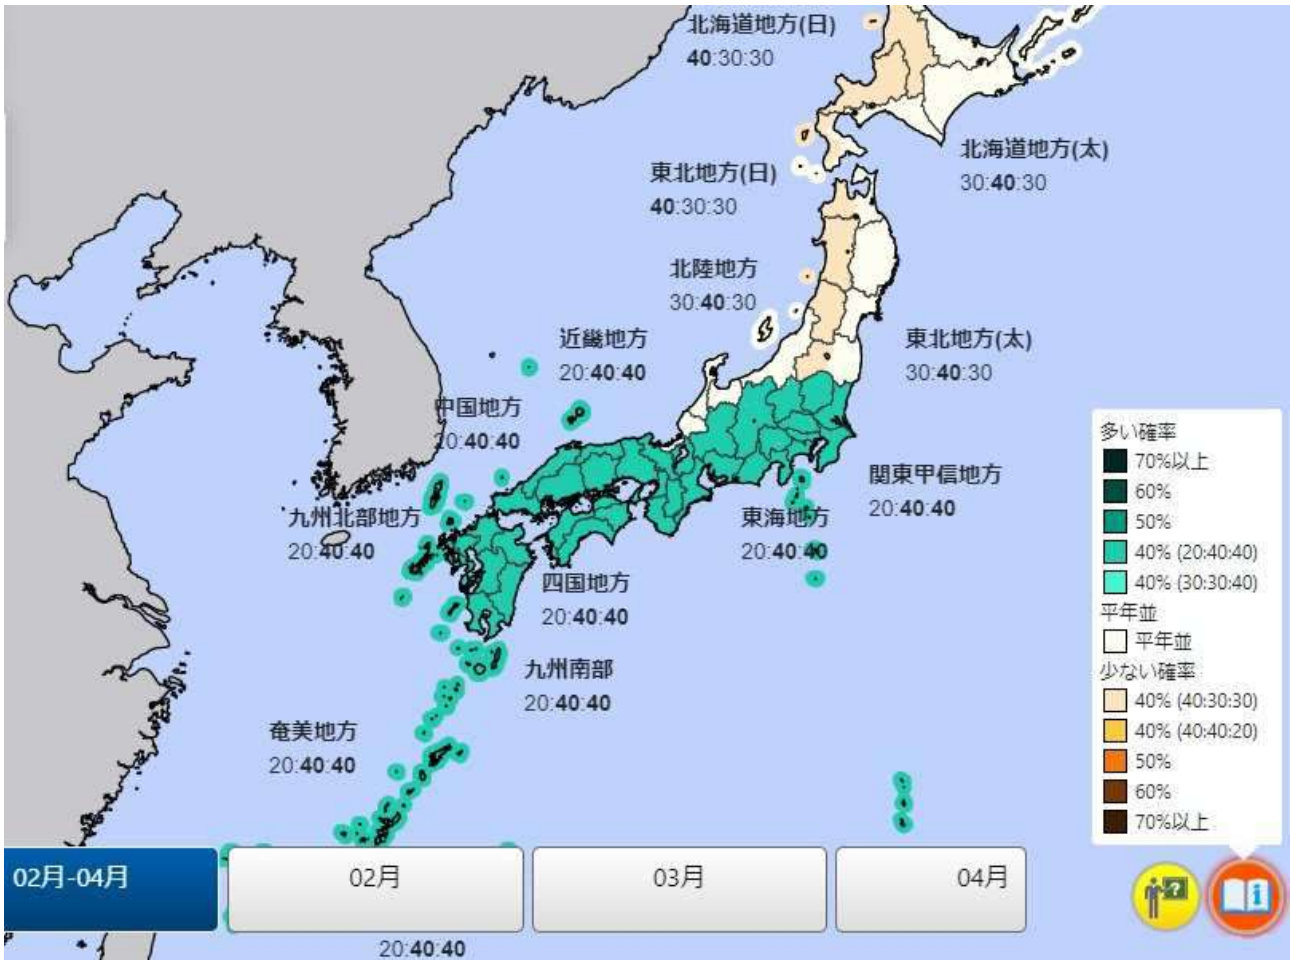 北海道地方(日)
40:30:30
北海道地方(太)
30:40:30
東北地方(日)
40:30:30
北陸地方
30:40:30
東北地方(太)
30:40:30
近畿地方
20:40:40
中国地方
20:40:40
関東甲信地方
20:40:40
九州北部地方
20:40:40
東海地方
20:40:40
四国地方
20:40:40
九州南部
20:40:40
奄美地方
20:40:40
多い確率
70%以上
60%
50%
40% (20:40:40)
40% (30:30:40)
平年並
平年並
少ない確率
40% (40:30:30)
40% (40:40:20)
50%
60%
70%以上
02月-04月
02月
03月
04月
20:40:40
?
i